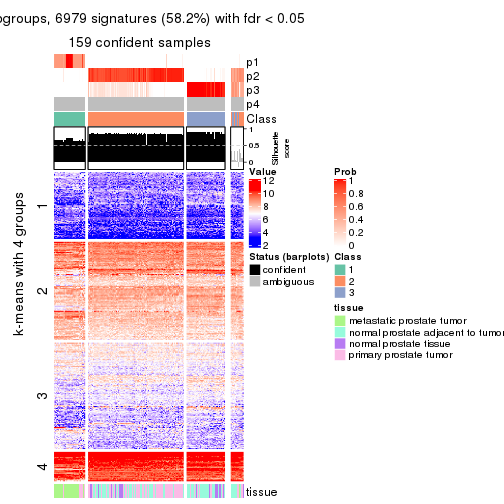 ogroups, 6979 signatures (58.2%) with fdr < 0.05
159 confident samples
p1
p2
p3
p4
Class
1
0.5
0
Silhouette
score
k-means with 4 groups
1
2
3
4
tissue
Value
12
10
8
6
4
2
Prob
1
0.8
0.6
0.4
0.2
0
Status (barplots)
confident
ambiguous
Class
1
2
3
tissue
metastatic prostate tumor
normal prostate adjacent to tumor
normal prostate tissue
primary prostate tumor